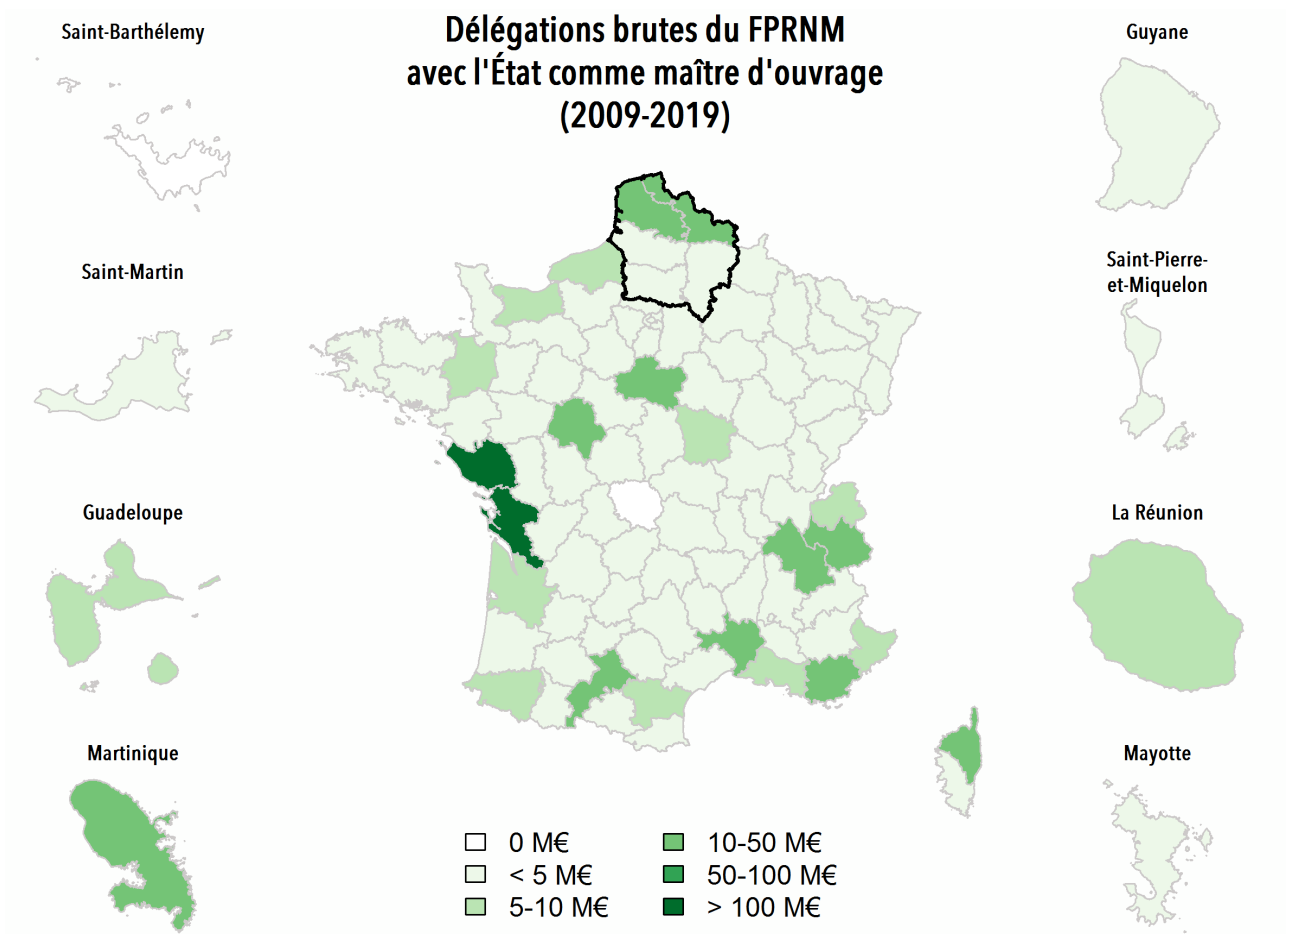 Délégations brutes du FPRNM
avec l'État comme maître d'ouvrage
(2009-2019)
Saint-Barthélemy
Saint-Martin
Guadeloupe
Martinique
Guyane
Saint-Pierre-
et-Miquelon
La Réunion
Mayotte
0 M€
< 5 M€
5-10 M€
10-50 M€
50-100 M€
> 100 M€